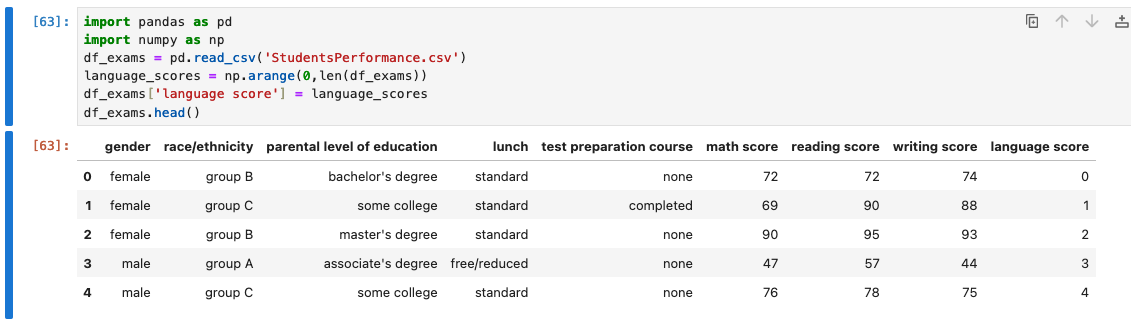 [63]: import pandas as pd
import numpy as np
df_exams = pd.read_csv('StudentsPerformance.csv')
language_scores = np.arange(0,len(df_exams))
df_exams['language score'] = language_scores
df_exams.head()
[63]: gender race/ethnicity parental level of education lunch test preparation course math score reading score writing score language score
0 female group B bachelor's degree standard none 72 72 74 0
1 female group C some college standard completed 69 90 88 1
2 female group B master's degree standard none 90 95 93 2
3 male group A associate's degree free/reduced none 47 57 44 3
4 male group C some college standard none 76 78 75 4